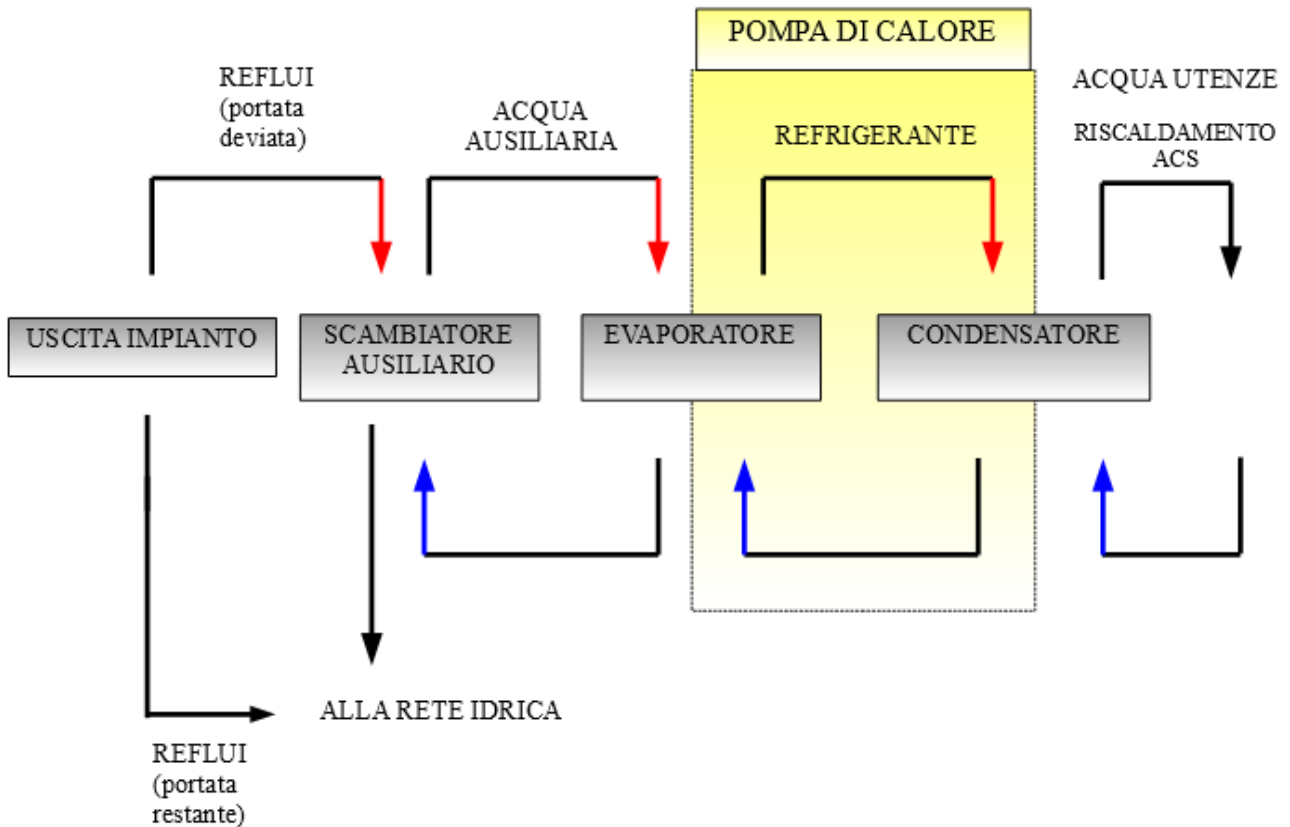 POMPA DI CALORE
REFLUI
(portata
deviata)
ACQUA
AUSILIARIA
REFRIGERANTE
ACQUA UTENZE
RISCALDAMENTO
ACS
USCITA IMPIANTO
SCAMBIATORE
AUSILIARIO
EVAPORATORE
CONDENSATORE
ALLA RETE IDRICA
REFLUI
(portata
restante)